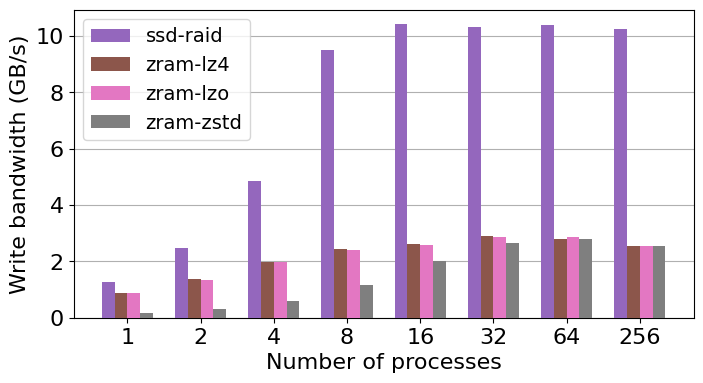 Write bandwidth (GB/s)
10
8
6
4
2
0
ssd-raid
zram-lz4
zram-lzo
zram-zstd
1 2 4 8 16 32 64 256
Number of processes